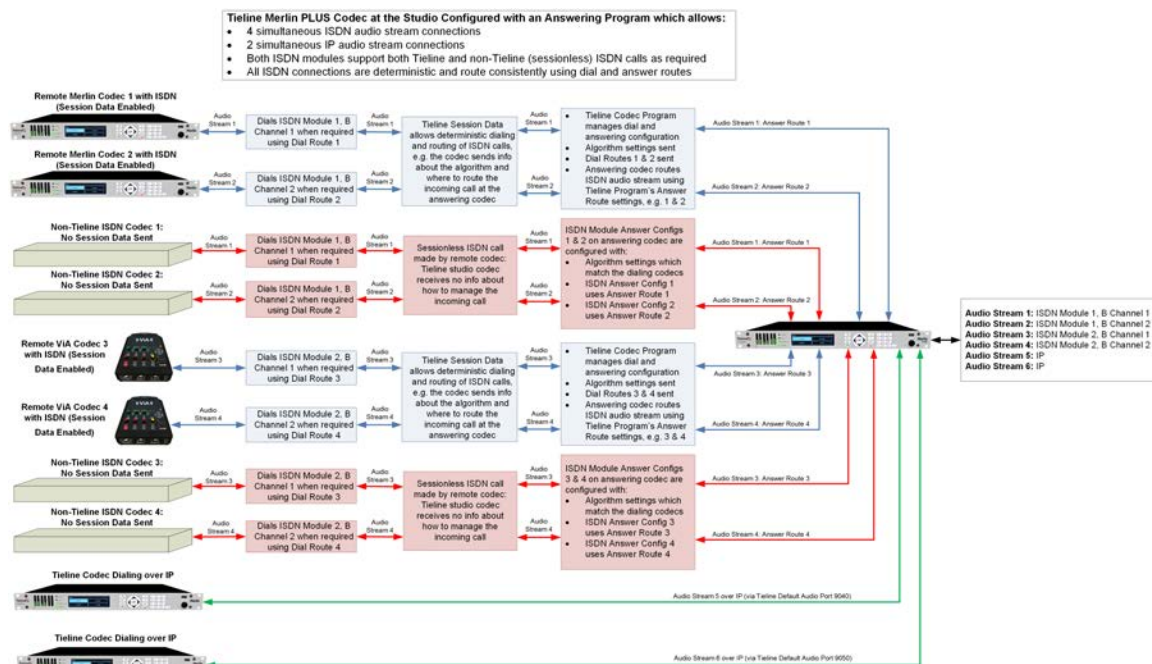 Tieline Merlin PLUS Codec at the Studio Configured with an Answering Program which allows:
• 4 simultaneous ISDN audio stream connections
• 2 simultaneous IP audio stream connections
• Both ISDN modules support both Tieline and non-Tieline (sessionless) ISDN calls as required
• All ISDN connections are deterministic and route consistently using dial and answer routes
Remote Merlin Codec 1 with ISDN
(Session Data Enabled)
Audio
Stream 1
Dials ISDN Module 1, B
Channel 1 when required
using Dial Route 1
Audio
Stream 1
Remote Merlin Codec 2 with ISDN
(Session Data Enabled)
Audio
Stream 2
Dials ISDN Module 1, B
Channel 2 when required
using Dial Route 2
Audio
Stream 2
Tieline Session Data
allows deterministic dialing
and routing of ISDN calls,
e.g. the codec sends info
about the algorithm and
where to route the
incoming call at the
answering codec
Audio
Stream 1
Audio
Stream 2
• Tieline Codec Program
manages dial and
answering configuration
• Algorithm settings sent
• Dial Routes 1 & 2 sent
• Answering codec routes
ISDN audio stream using
Tieline Program's Answer
Route settings, e.g. 1 & 2
Audio Stream 1: Answer Route 1
Audio Stream 2: Answer Route 2
Non-Tieline ISDN Codec 1:
No Session Data Sent
Audio
Stream 1
Dials ISDN Module 1, B
Channel 1 when required
using Dial Route 1
Audio
Stream 1
Non-Tieline ISDN Codec 2:
No Session Data Sent
Audio
Stream 2
Dials ISDN Module 1, B
Channel 2 when required
using Dial Route 2
Audio
Stream 2
Sessionless ISDN call
made by remote codec:
Tieline studio codec
receives no info about
how to manage the
incoming call
Audio
Stream 1
Audio
Stream 2
ISDN Module Answer Configs
1 & 2 on answering codec are
configured with:
• Algorithm settings which
match the dialing codecs
• ISDN Answer Config 1
uses Answer Route 1
• ISDN Answer Config 2
uses Answer Route 2
Audio Stream 1: Answer Route 1
Audio Stream 2: Answer Route 2
Remote ViA Codec 3
with ISDN (Session
Data Enabled)
Audio
Stream 3
Dials ISDN Module 2, B
Channel 1 when required
using Dial Route 3
Audio
Stream 3
Remote ViA Codec 4
with ISDN (Session
Data Enabled)
Audio
Stream 4
Dials ISDN Module 2, B
Channel 2 when required
using Dial Route 4
Audio
Stream 4
Tieline Session Data
allows deterministic dialing
and routing of ISDN calls,
e.g. the codec sends info
about the algorithm and
where to route the
incoming call at the
answering codec
Audio
Stream 3
Audio
Stream 4
• Tieline Codec Program
manages dial and
answering configuration
• Algorithm settings sent
• Dial Routes 3 & 4 sent
• Answering codec routes
ISDN audio stream using
Tieline Program's Answer
Route settings, e.g. 3 & 4
Audio Stream 3: Answer Route 3
Audio Stream 4: Answer Route 4
Audio Stream 1: ISDN Module 1, B Channel 1
Audio Stream 2: ISDN Module 1, B Channel 2
Audio Stream 3: ISDN Module 2, B Channel 1
Audio Stream 4: ISDN Module 2, B Channel 2
Audio Stream 5: IP
Audio Stream 6: IP
Non-Tieline ISDN Codec 3:
No Session Data Sent
Audio
Stream 3
Dials ISDN Module 2, B
Channel 1 when required
using Dial Route 3
Audio
Stream 3
Non-Tieline ISDN Codec 4:
No Session Data Sent
Audio
Stream 4
Dials ISDN Module 2, B
Channel 2 when required
using Dial Route 4
Audio
Stream 4
Sessionless ISDN call
made by remote codec:
Tieline studio codec
receives no info about
how to manage the
incoming call
Audio
Stream 3
Audio
Stream 4
ISDN Module Answer Configs
3 & 4 on answering codec are
configured with:
• Algorithm settings which
match the dialing codecs
• ISDN Answer Config 3
uses Answer Route 3
• ISDN Answer Config 4
uses Answer Route 4
Audio Stream 3: Answer Route 3
Audio Stream 4: Answer Route 4
Tieline Codec Dialing over IP
Audio Stream 5 over IP (via Tieline Default Audio Port 9040)
Tieline Codec Dialing over IP
Audio Stream 6 over IP (via Tieline Default Audio Port 9050)